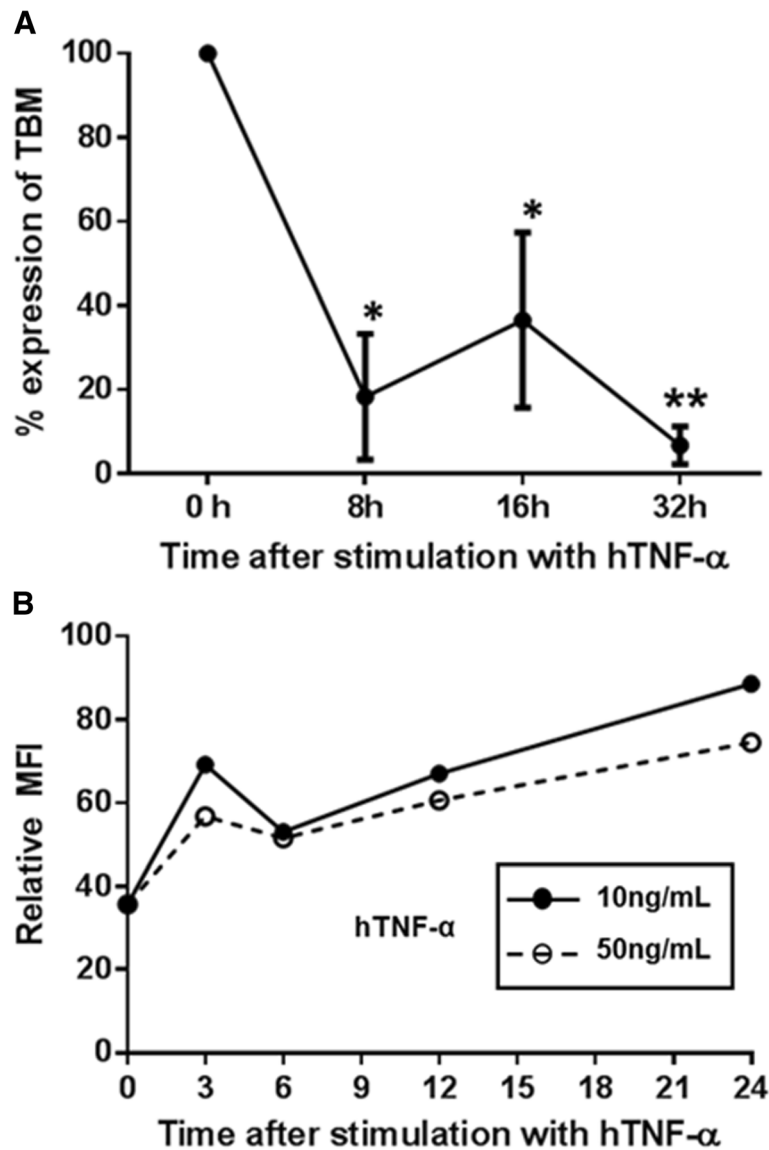 A
% expression of TBM
100
80
60
40
20
0
*
*
**
0 h 8h 16h 32h
Time after stimulation with hTNF-α
B
Relative MFI
100
80
60
40
20
0
hTNF-α
10ng/mL
50ng/mL
0 3 6 9 12 15 18 21 24
Time after stimulation with hTNF-α